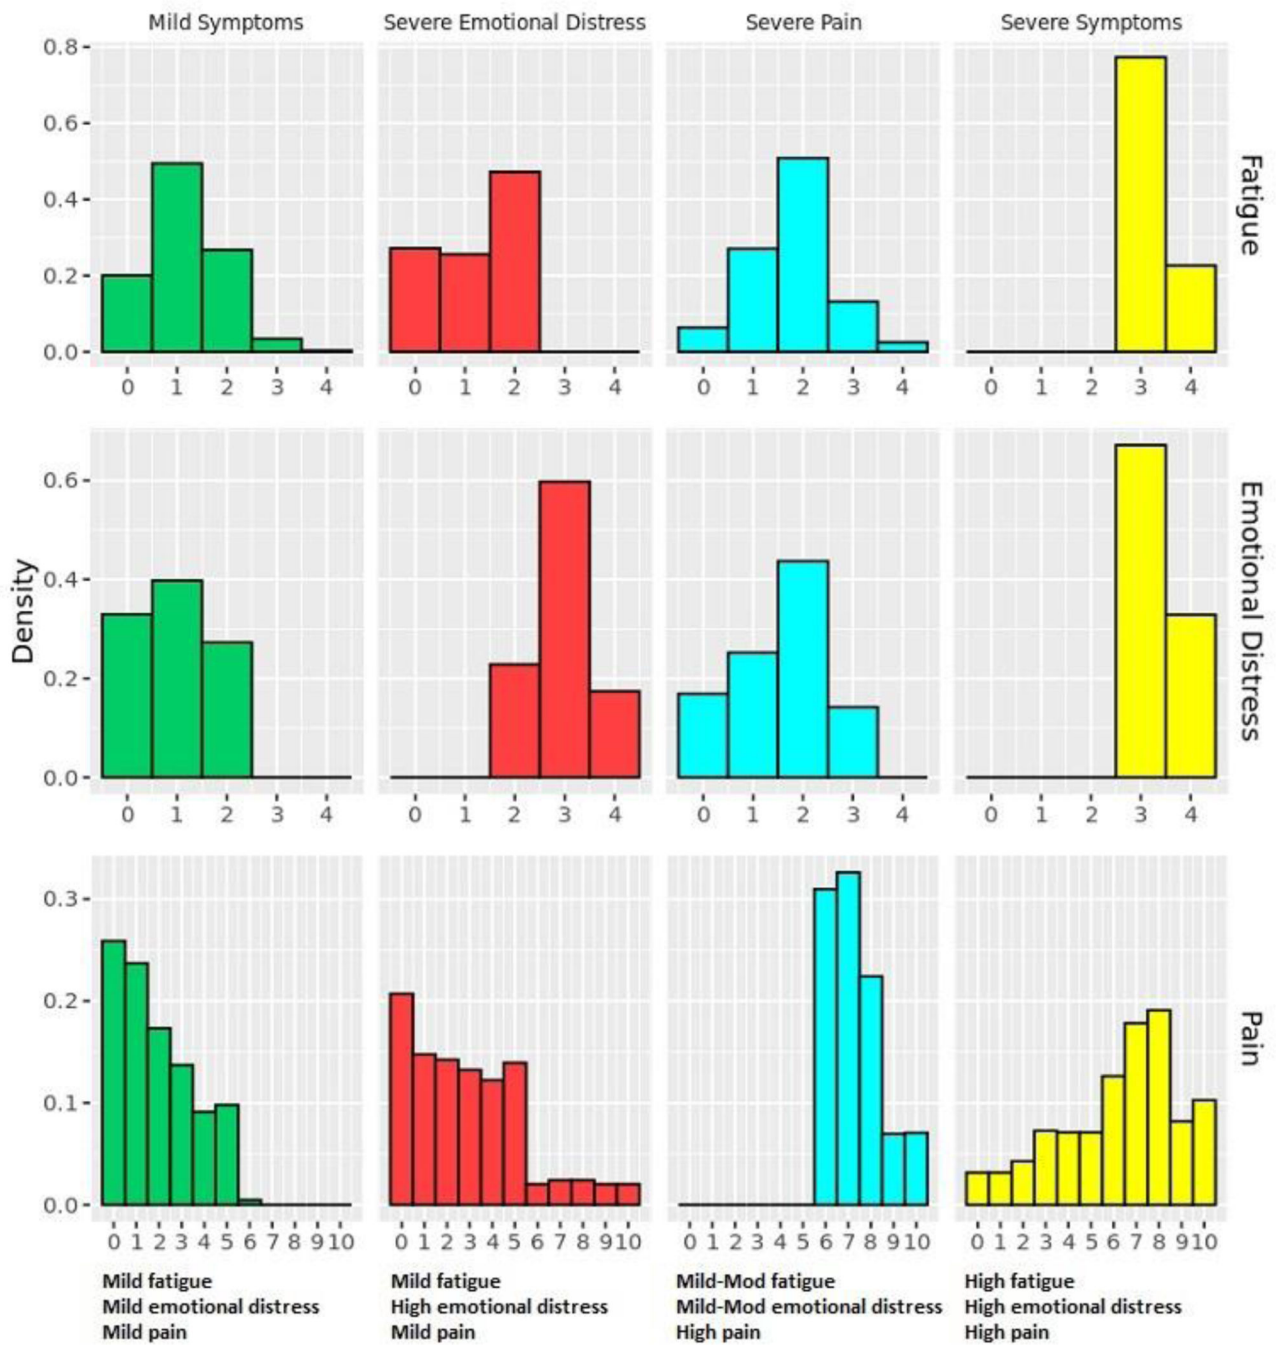 Mild Symptoms Severe Emotional Distress Severe Pain Severe Symptoms
0.8
0.6
0.4
0.2
0.0
Fatigue
0 1 2 3 4 0 1 2 3 4 0 1 2 3 4 0 1 2 3 4
Density
0.6
0.4
0.2
0.0
Emotional Distress
0 1 2 3 4 0 1 2 3 4 0 1 2 3 4 0 1 2 3 4
0.3
0.2
0.1
0.0
Pain
0 1 2 3 4 5 6 7 8 9 10 0 1 2 3 4 5 6 7 8 9 10 0 1 2 3 4 5 6 7 8 9 10 0 1 2 3 4 5 6 7 8 9 10
Mild fatigue
Mild emotional distress
Mild pain
Mild fatigue
High emotional distress
Mild pain
Mild-Mod fatigue
Mild-Mod emotional distress
High pain
High fatigue
High emotional distress
High pain